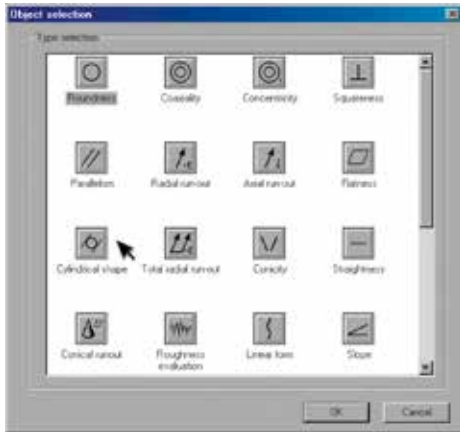 Object selection
Type selection
Roundness
Coaxiality
Concentricity
Squareness
Parallelism
Radial run-out
Axial run-out
Flatness
Cylindrical shape
Total radial run-out
Conicity
Straightness
Conical runout
Roughness
evaluation
Linear form
Slope
OK
Cancel